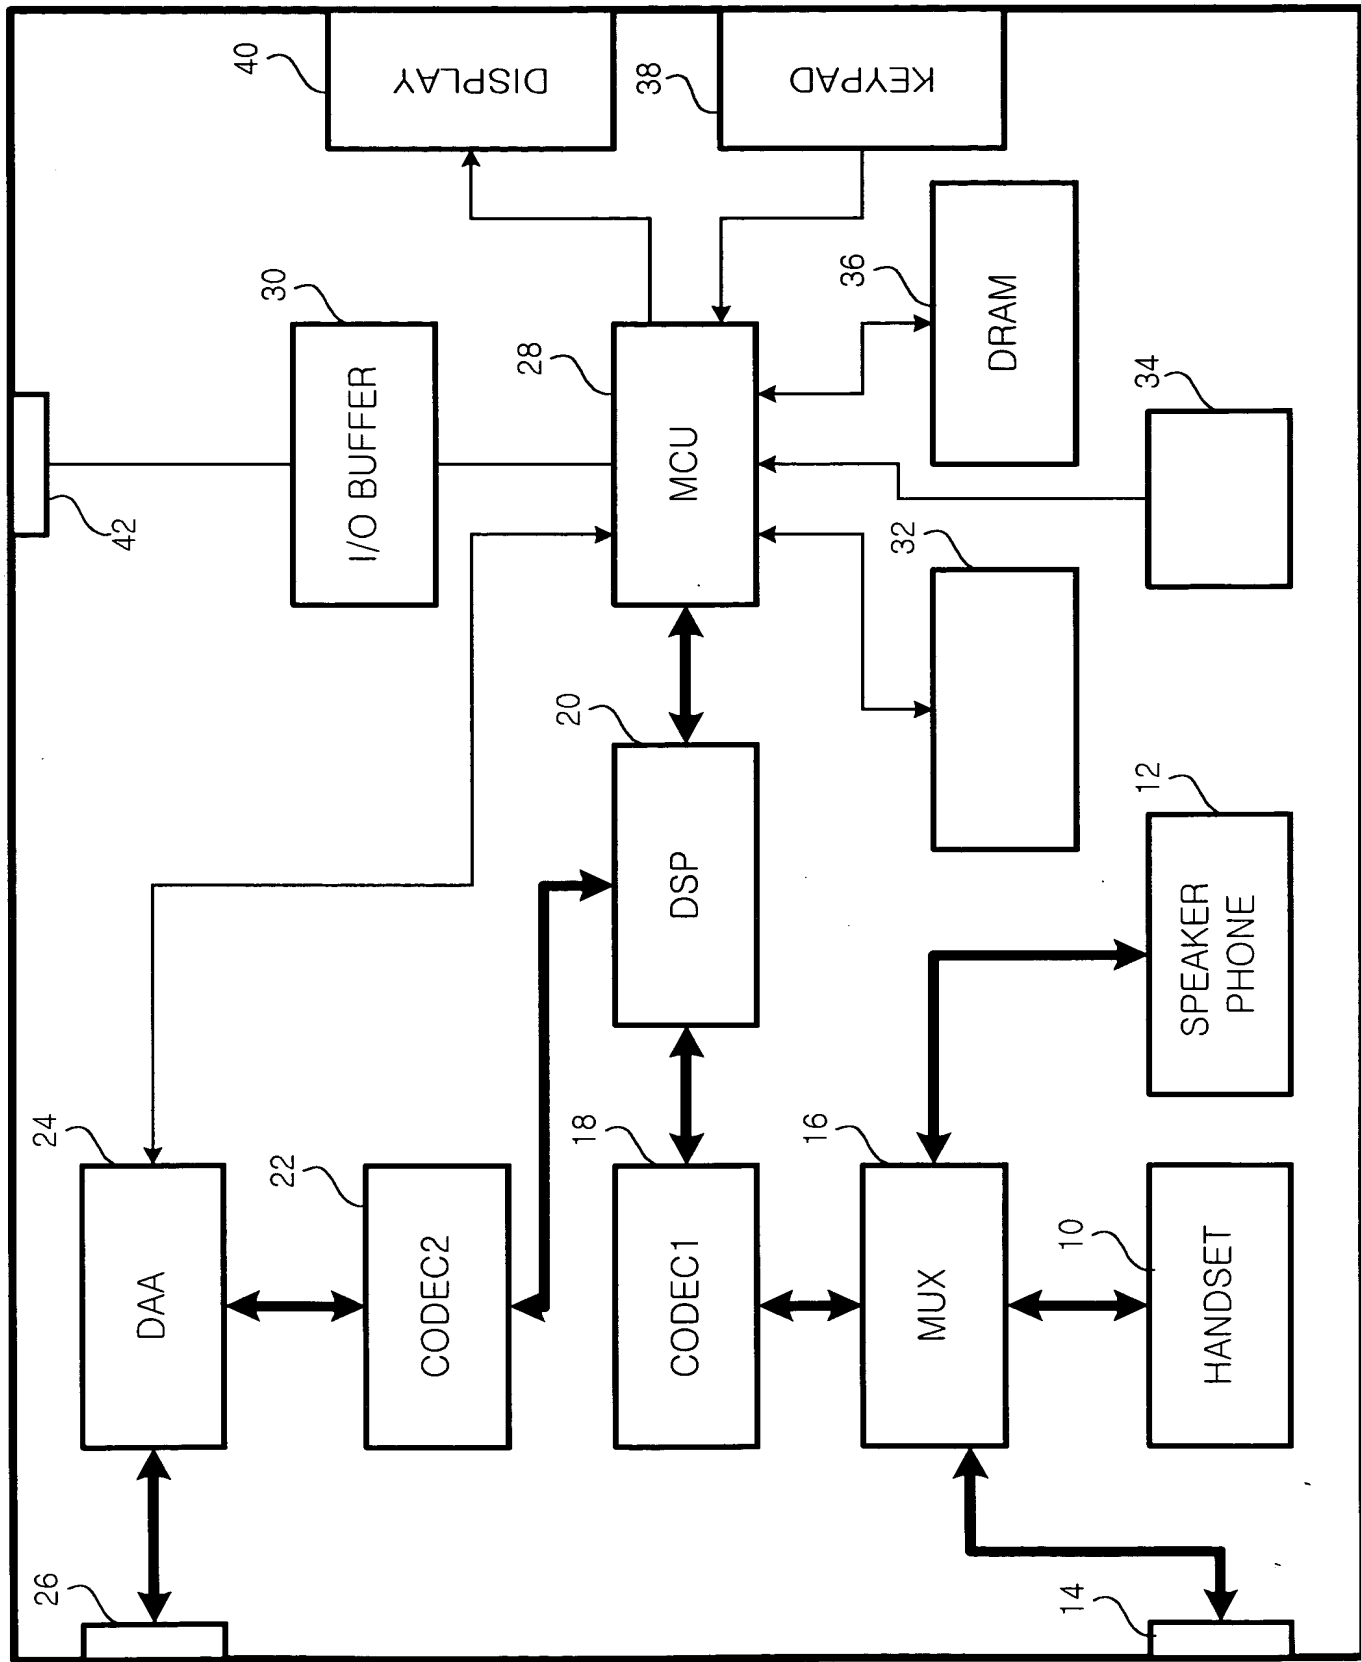 26
DAA
24
CODEC2
22
CODEC1
18
DSP
20
14
MUX
16
HANDSET
10
SPEAKER
PHONE
12
42
I/O BUFFER
30
MCU
28
32
34
DRAM
36
DISPLAY
40
KEYPAD
38